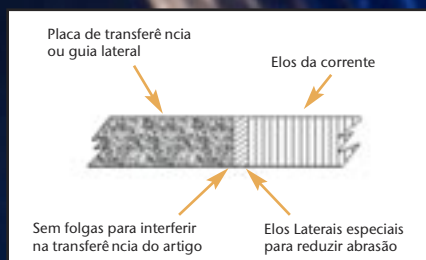 Placa de transferência
ou guia lateral
Elos da corrente
Sem folgas para interferir
na transferência do artigo
Elos Laterais especiais
para reduzir abrasão